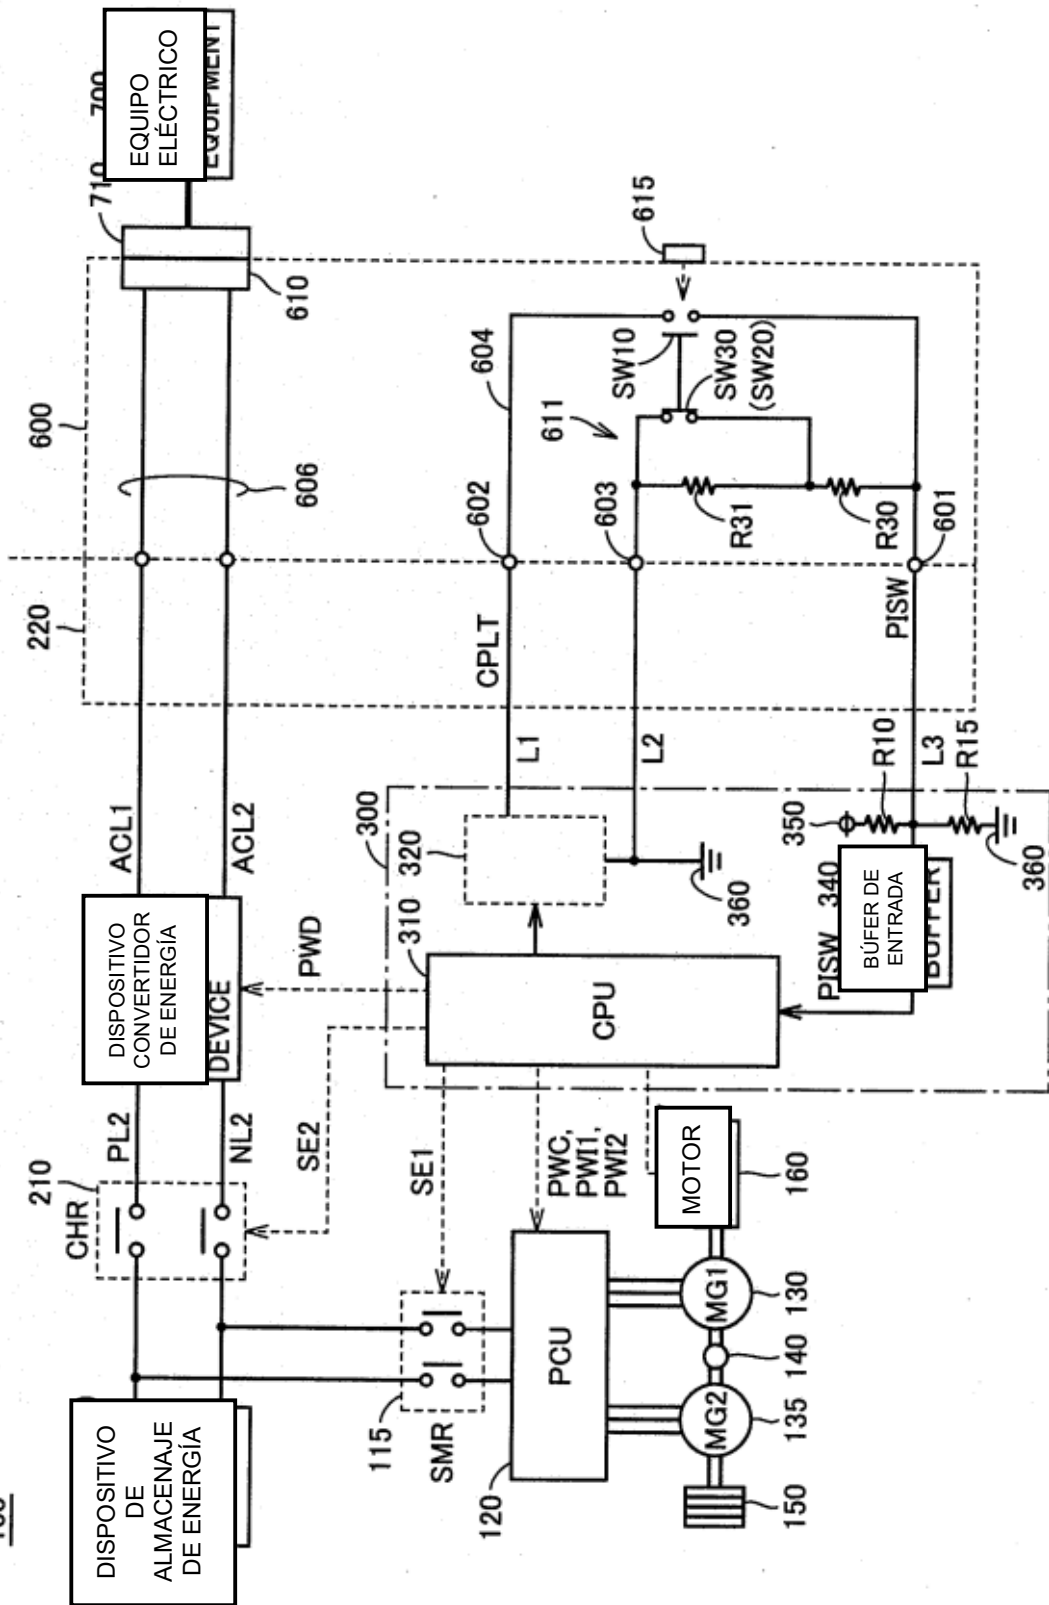 700
EQUIPO
ELÉCTRICO
EQUIPMENT
710
610
615
600
604
SW10
SW30
(SW20)
611
606
602
603
R31
R30
601
220
CPLT
PISW
L1
L2
L3
R10
R15
350
360
ACL1
ACL2
300
320
310
360
PISW
340
BÚFER DE
ENTRADA
BUFFER
DISPOSITIVO
CONVERTIDOR
DE ENERGÍA
DEVICE
PWD
CPU
210
CHR
PL2
NL2
SE2
SE1
PWC,
PWI1,
PWI2
MOTOR
160
115
SMR
PCU
120
MG1
130
140
MG2
135
150
DISPOSITIVO
DE
ALMACENAJE
DE ENERGÍA